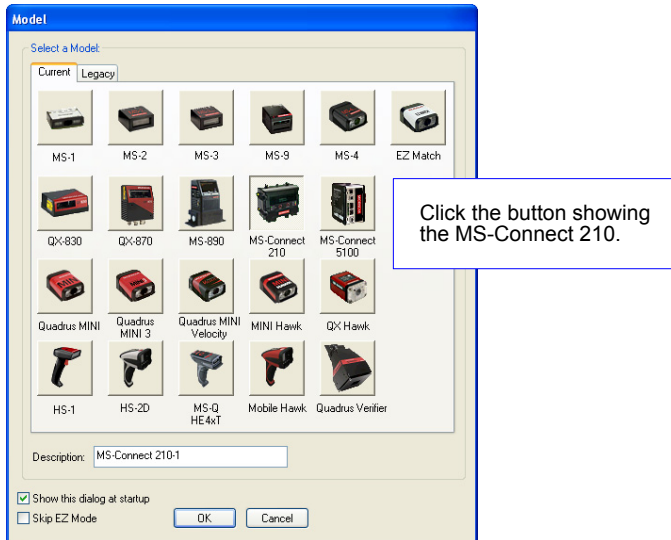 Model
Select a Model:
Current Legacy
MS-1 MS-2 MS-3 MS-9 MS-4 EZ Match
QX-830 QX-870 MS-890 MS-Connect 210 MS-Connect 5100
Quadrus MINI Quadrus MINI 3 Quadrus MINI Velocity MINI Hawk QX Hawk
HS-1 HS-2D MS-Q HE4xT Mobile Hawk Quadrus Verifier
Description: MS-Connect 210-1
Show this dialog at startup
Skip EZ Mode OK Cancel
Click the button showing
the MS-Connect 210.